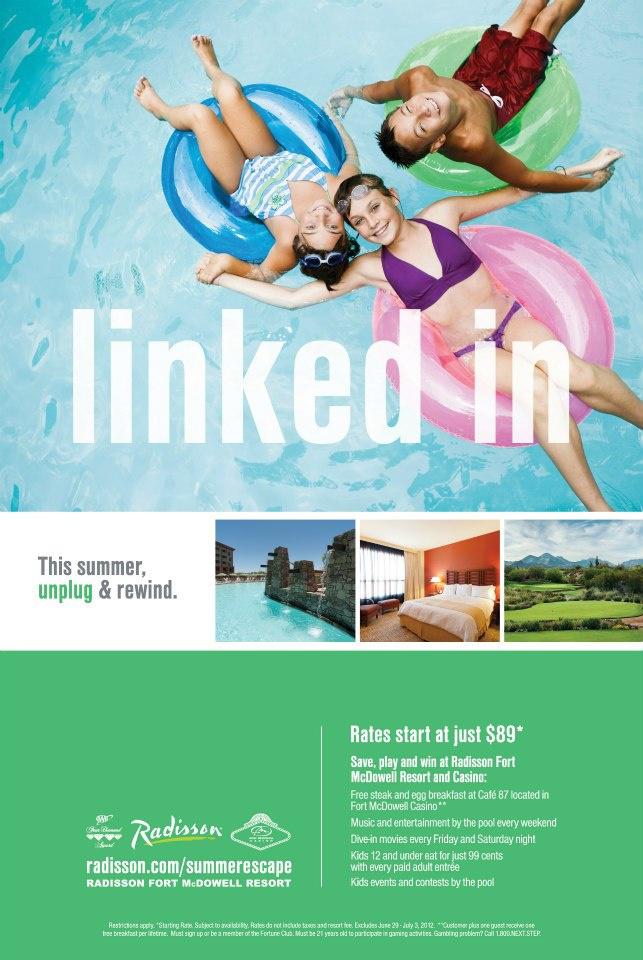 linked in
This summer,
unplug & rewind.
Rates start at just $89*
Save, play and win at Radisson Fort
McDowell Resort and Casino:
Free steak and egg breakfast at Café 87 located in
Fort McDowell Casino**
Music and entertainment by the pool every weekend
Dive-in movies every Friday and Saturday night
Kids 12 and under eat for just 99 cents
with every paid adult entrée
Kids events and contests by the pool
AAA
Four Diamond
Award
Radisson
radisson.com/summerescape
RADISSON FORT McDOWELL RESORT
Restrictions apply. *Starting Rate. Subject to availability. Rates do not include taxes and resort fee. Excludes June 29 - July 3, 2012. **Customer plus one guest receive one
free breakfast per lifetime. Must sign up or be a member of the Fortune Club. Must be 21 years old to participate in gaming activities. Gambling problem? Call 1.800.NEXT.STEP.